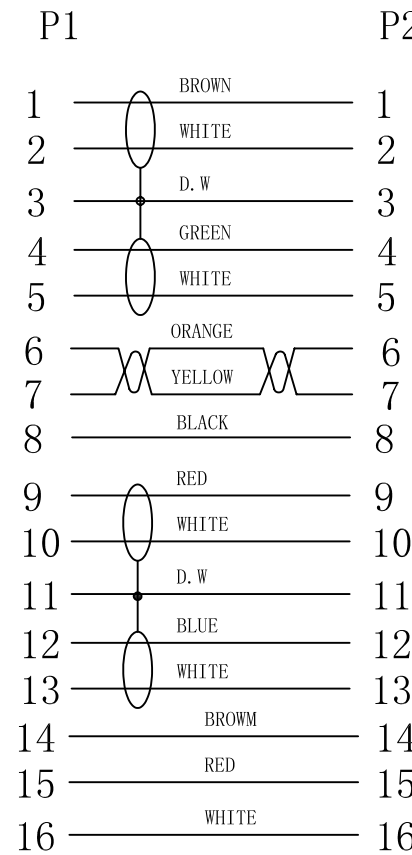 P1 P2
1 BROWN 1
2 WHITE 2
3 D.W 3
4 GREEN 4
5 WHITE 5
6 ORANGE 6
7 YELLOW 7
8 BLACK 8
9 RED 9
10 WHITE 10
11 D.W 11
12 BLUE 12
13 WHITE 13
14 BROWM 14
15 RED 15
16 WHITE 16